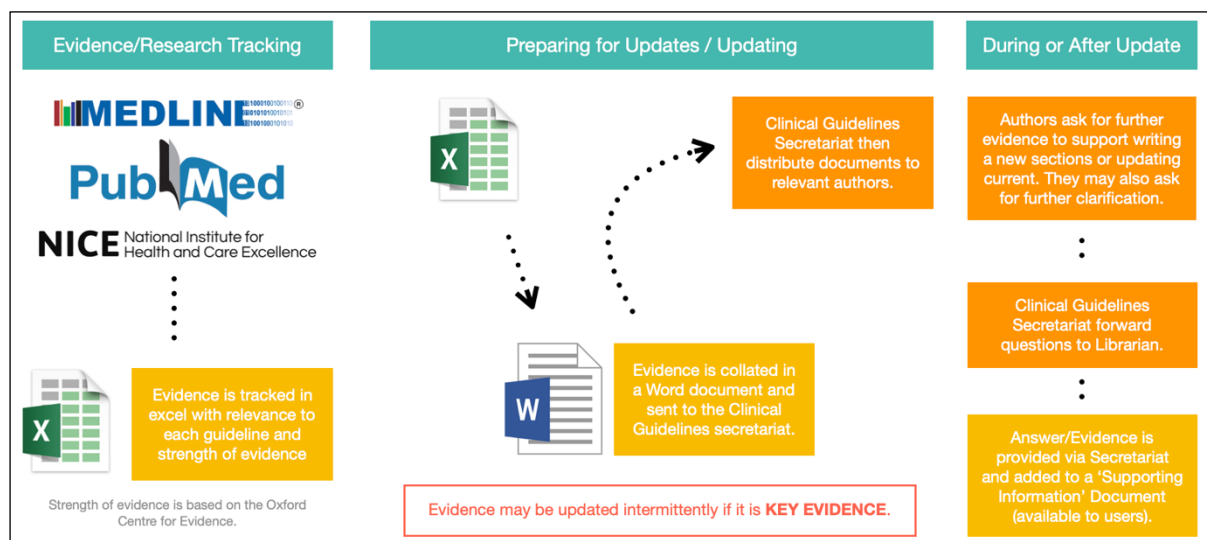 Evidence/Research Tracking
MEDLINE®
PubMed
NICE National Institute for
Health and Care Excellence
X
Evidence is tracked in
excel with relevance to
each guideline and
strength of evidence
Strength of evidence is based on the Oxford
Centre for Evidence.
Preparing for Updates / Updating
X
Clinical Guidelines
Secretariat then
distribute documents to
relevant authors.
W
Evidence is collated in
a Word document and
sent to the Clinical
Guidelines secretariat.
Evidence may be updated intermittently if it is KEY EVIDENCE.
During or After Update
Authors ask for further
evidence to support writing
a new sections or updating
current. They may also ask
for further clarification.
Clinical Guidelines
Secretariat forward
questions to Librarian.
Answer/Evidence is
provided via Secretariat
and added to a ‘Supporting
Information’ Document
(available to users).